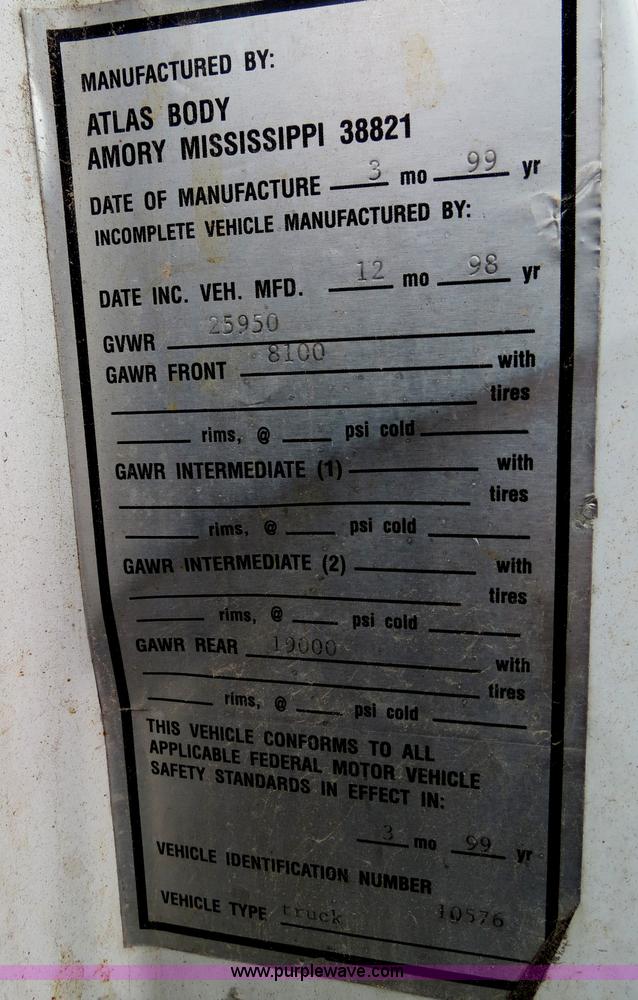 MANUFACTURED BY:
ATLAS BODY
AMORY MISSISSIPPI 38821
DATE OF MANUFACTURE 3 mo 99 yr
INCOMPLETE VEHICLE MANUFACTURED BY:
DATE INC. VEH. MFD. 12 mo 98 yr
GVWR 25950
GAWR FRONT 8100 with
tires
rims, @ psi cold
GAWR INTERMEDIATE (1) with
tires
rims, @ psi cold
GAWR INTERMEDIATE (2) with
tires
rims, @ psi cold
GAWR REAR 19000 with
tires
rims, @ psi cold
THIS VEHICLE CONFORMS TO ALL
APPLICABLE FEDERAL MOTOR VEHICLE
SAFETY STANDARDS IN EFFECT IN:
3 mo 99 yr
VEHICLE IDENTIFICATION NUMBER
VEHICLE TYPE truck 10576
www.purplewave.com